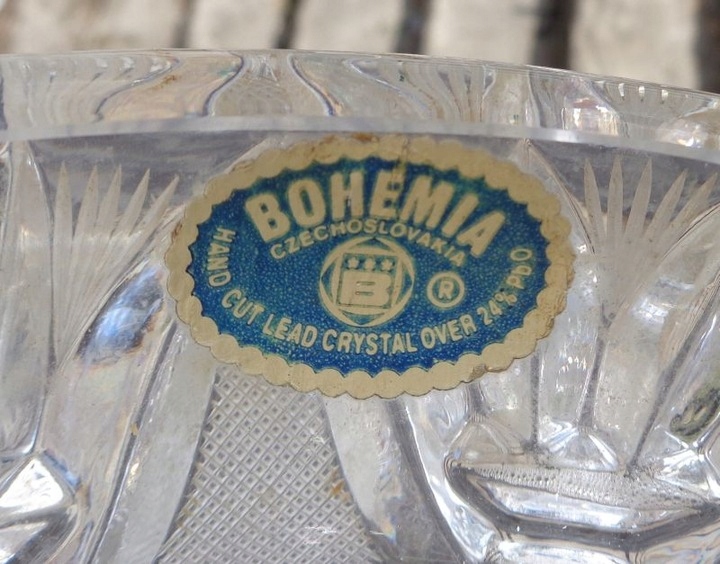 BOHEMIA
CZECHOSLOVAKIA
B
®
HAND CUT LEAD CRYSTAL OVER 24% PbO